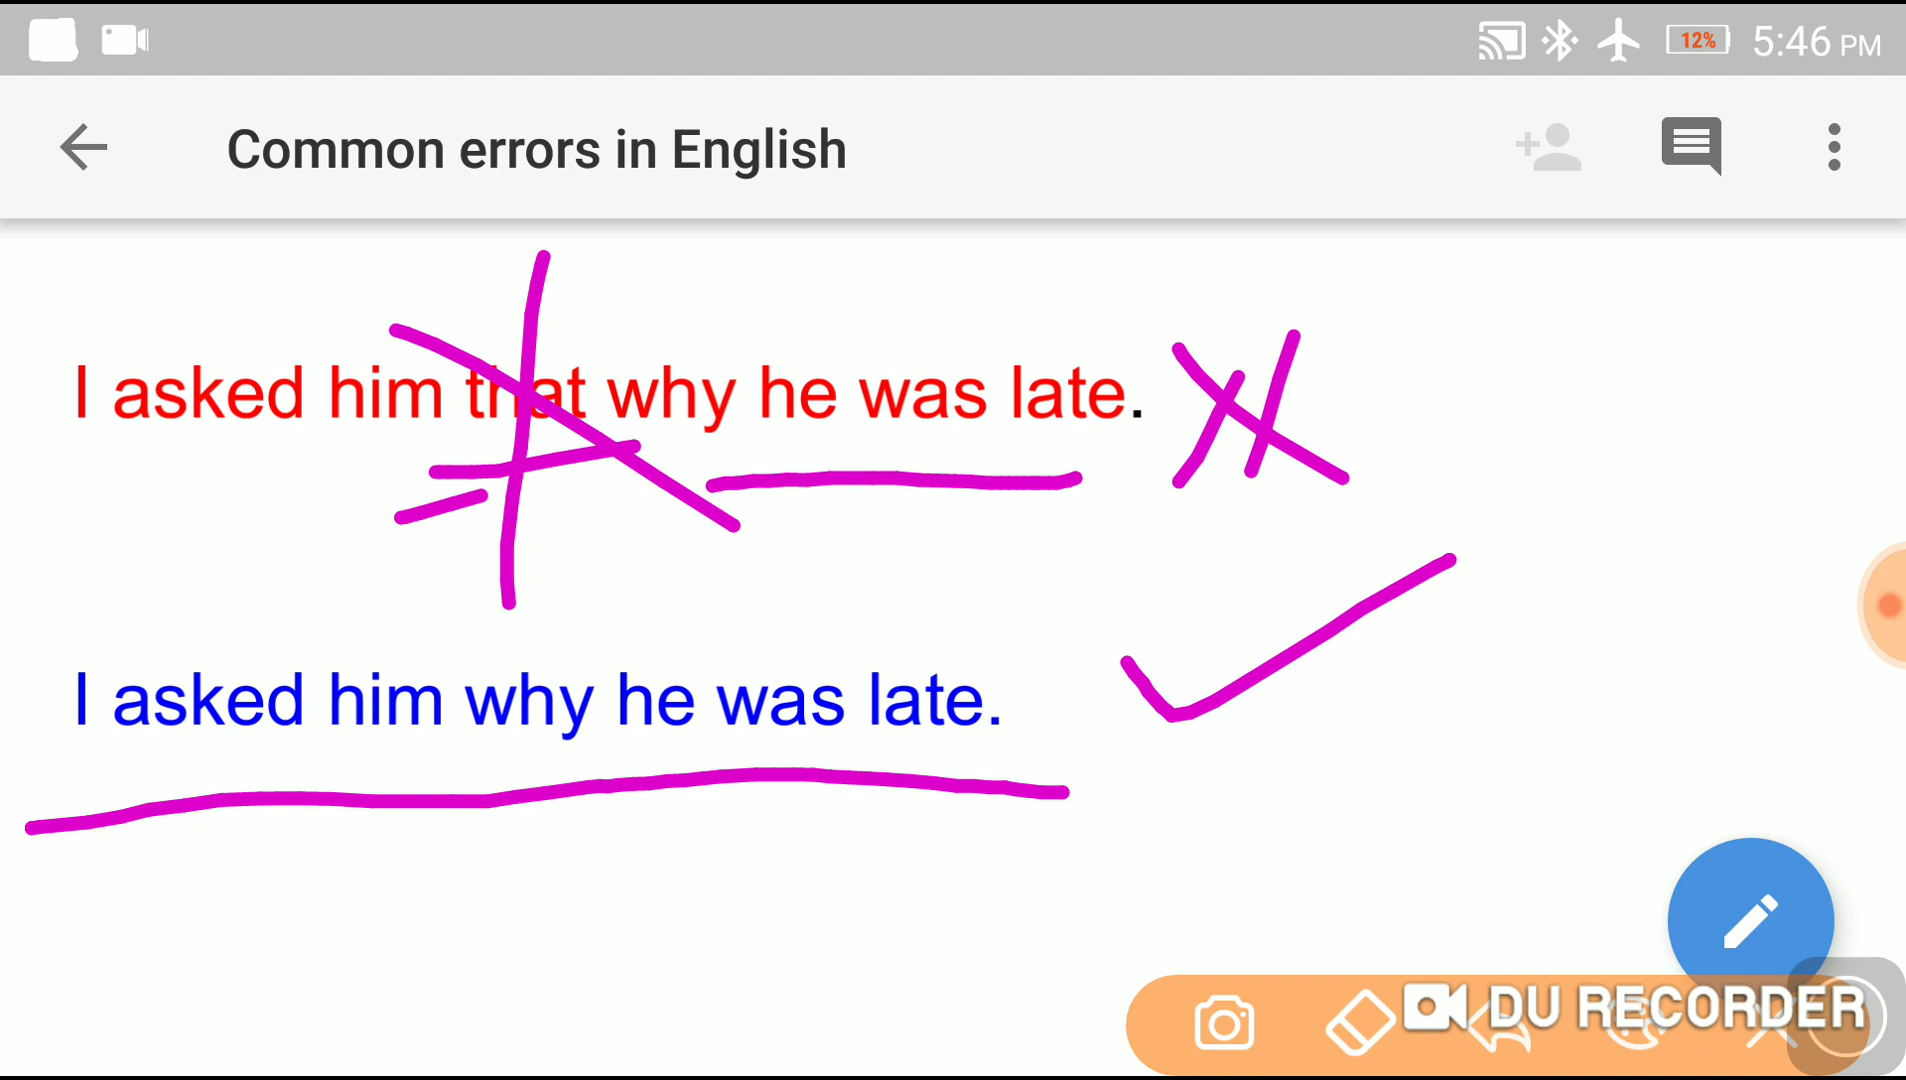 12% 5:46 PM
Common errors in English
I asked him that why he was late.
I asked him why he was late.
DU RECORDER